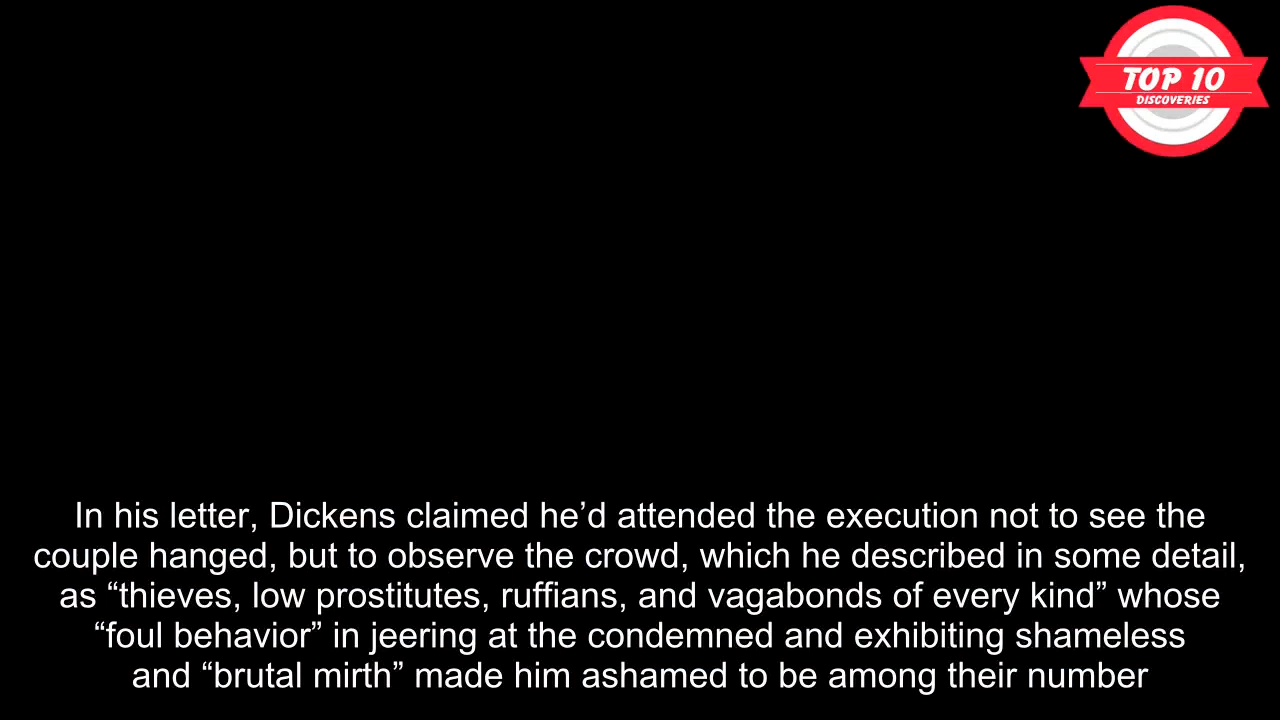 TOP 10
DISCOVERIES
In his letter, Dickens claimed he’d attended the execution not to see the
couple hanged, but to observe the crowd, which he described in some detail,
as “thieves, low prostitutes, ruffians, and vagabonds of every kind” whose
“foul behavior” in jeering at the condemned and exhibiting shameless
and “brutal mirth” made him ashamed to be among their number